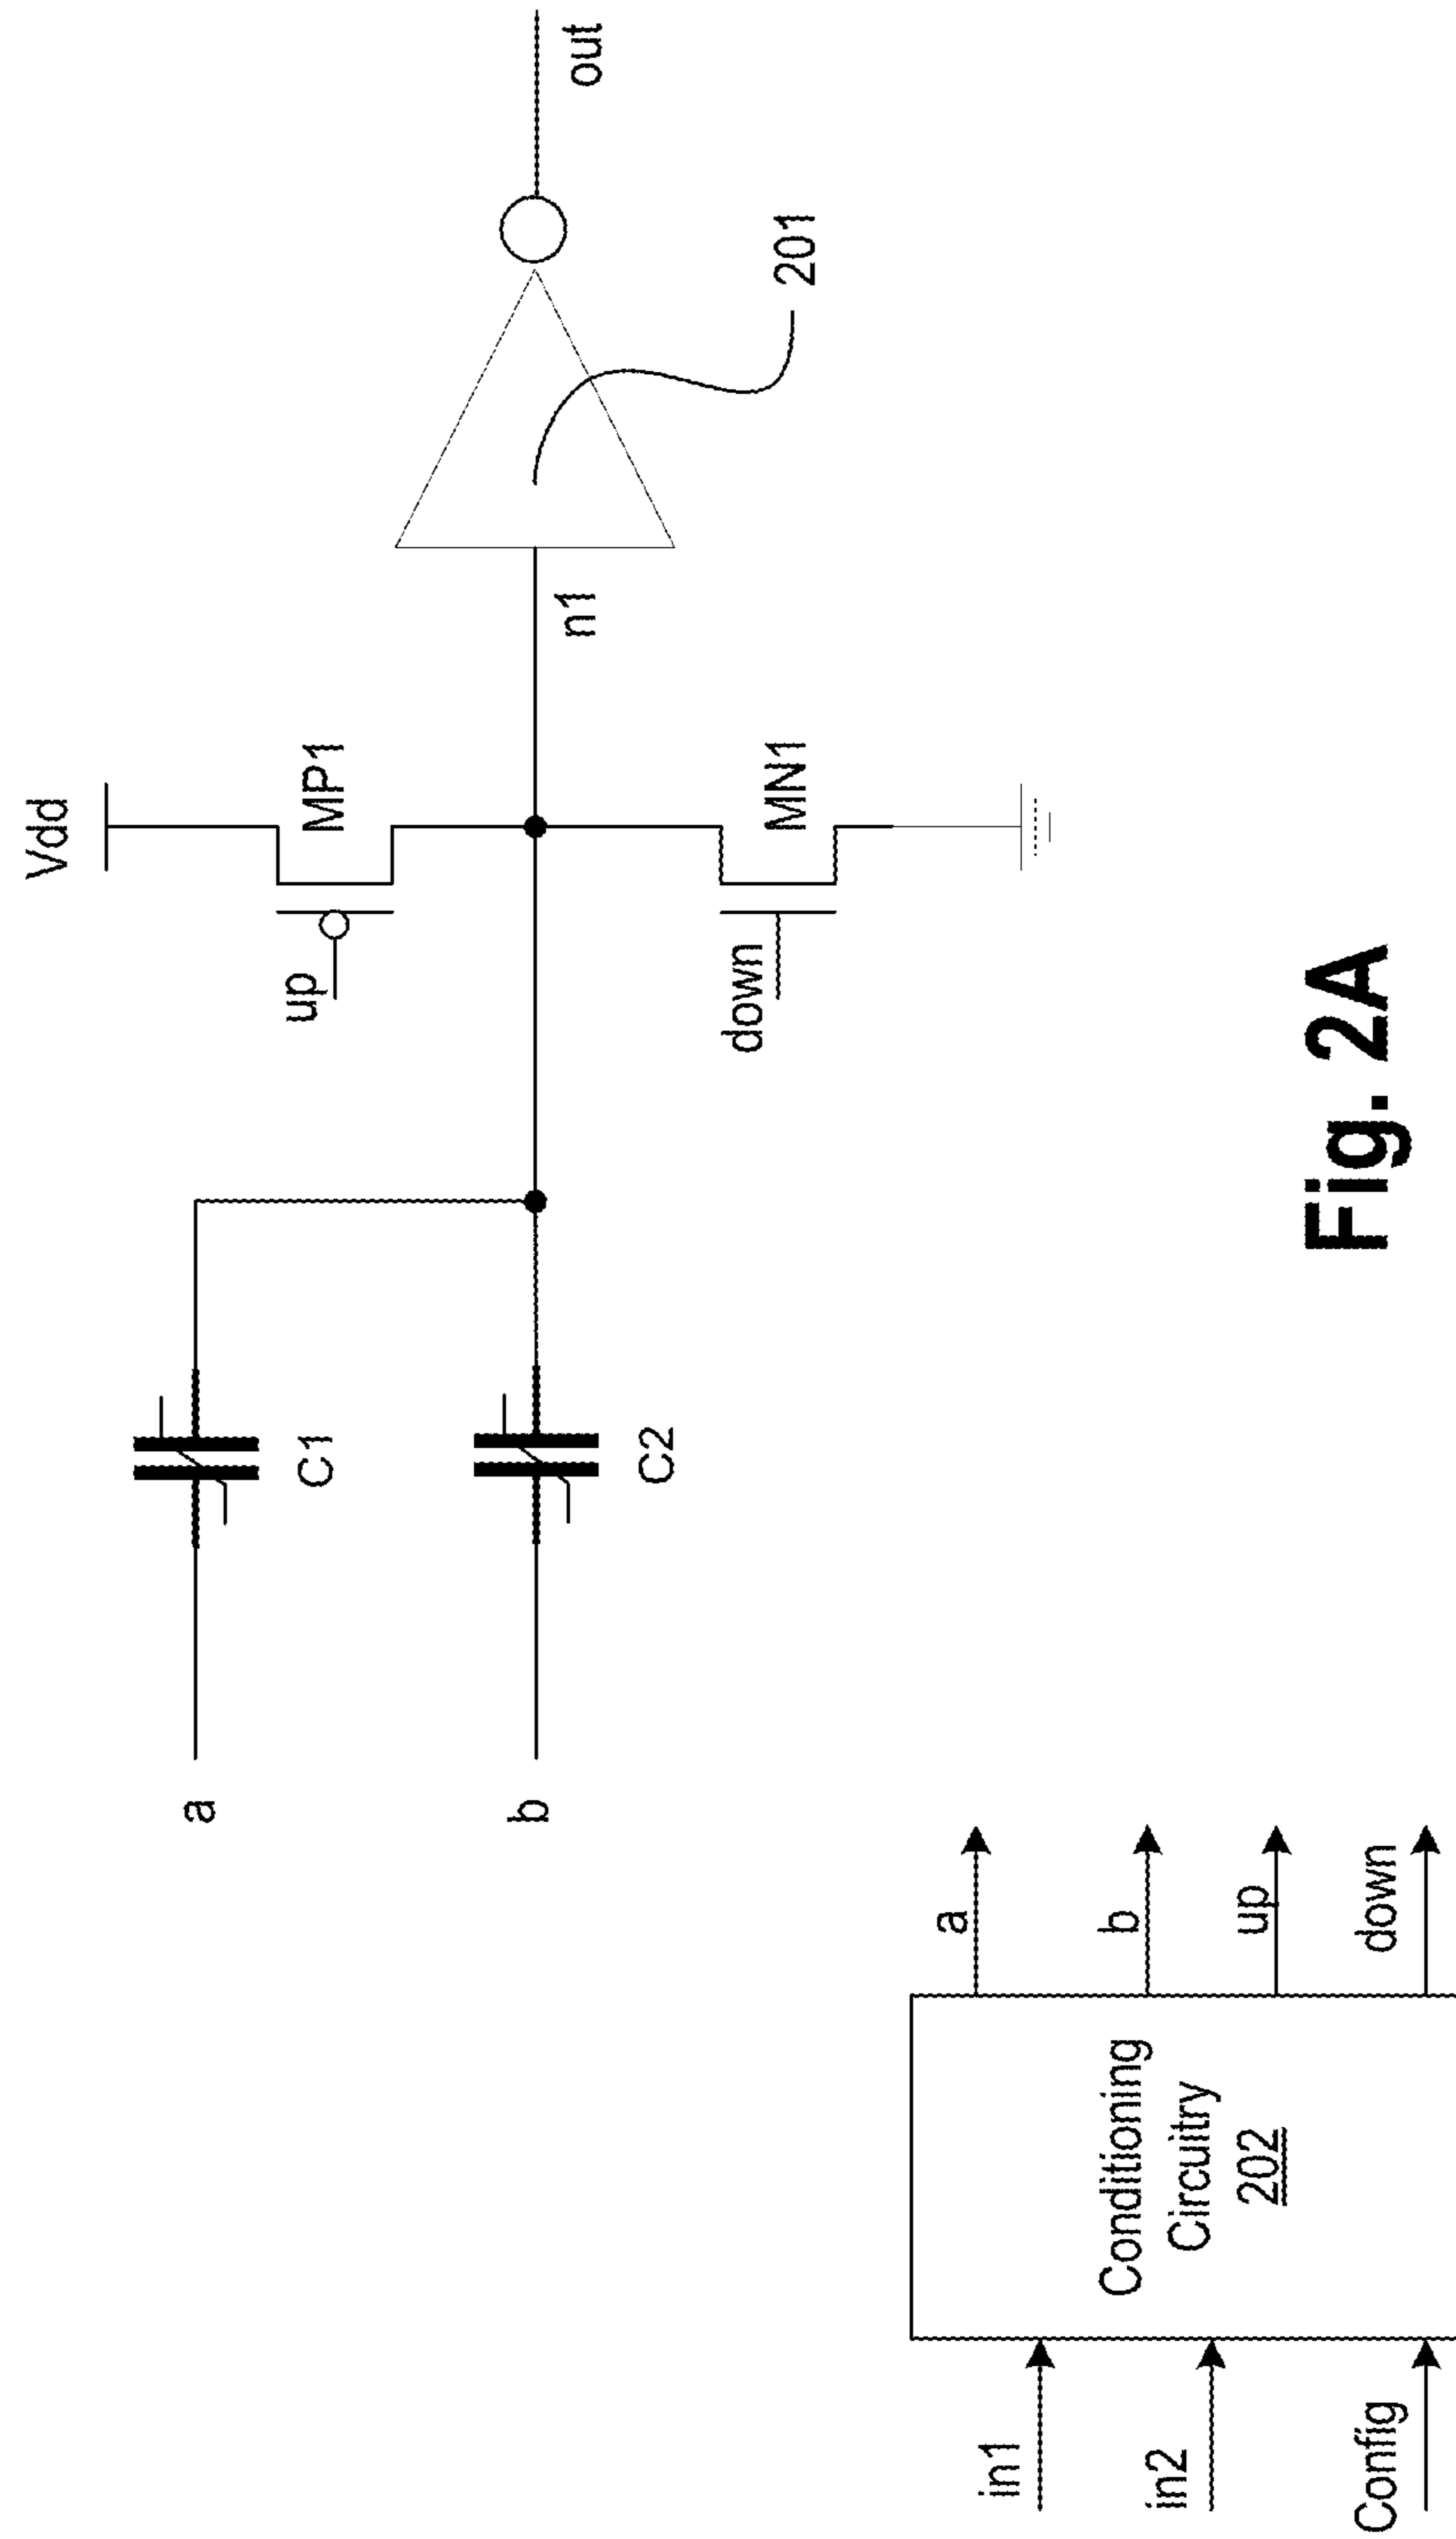 Vdd
up
MP1
a
C1
n1
out
b
C2
down
MN1
201
a
in1
Conditioning
b
Circuitry
in2
202
up
Config
down
Fig. 2A